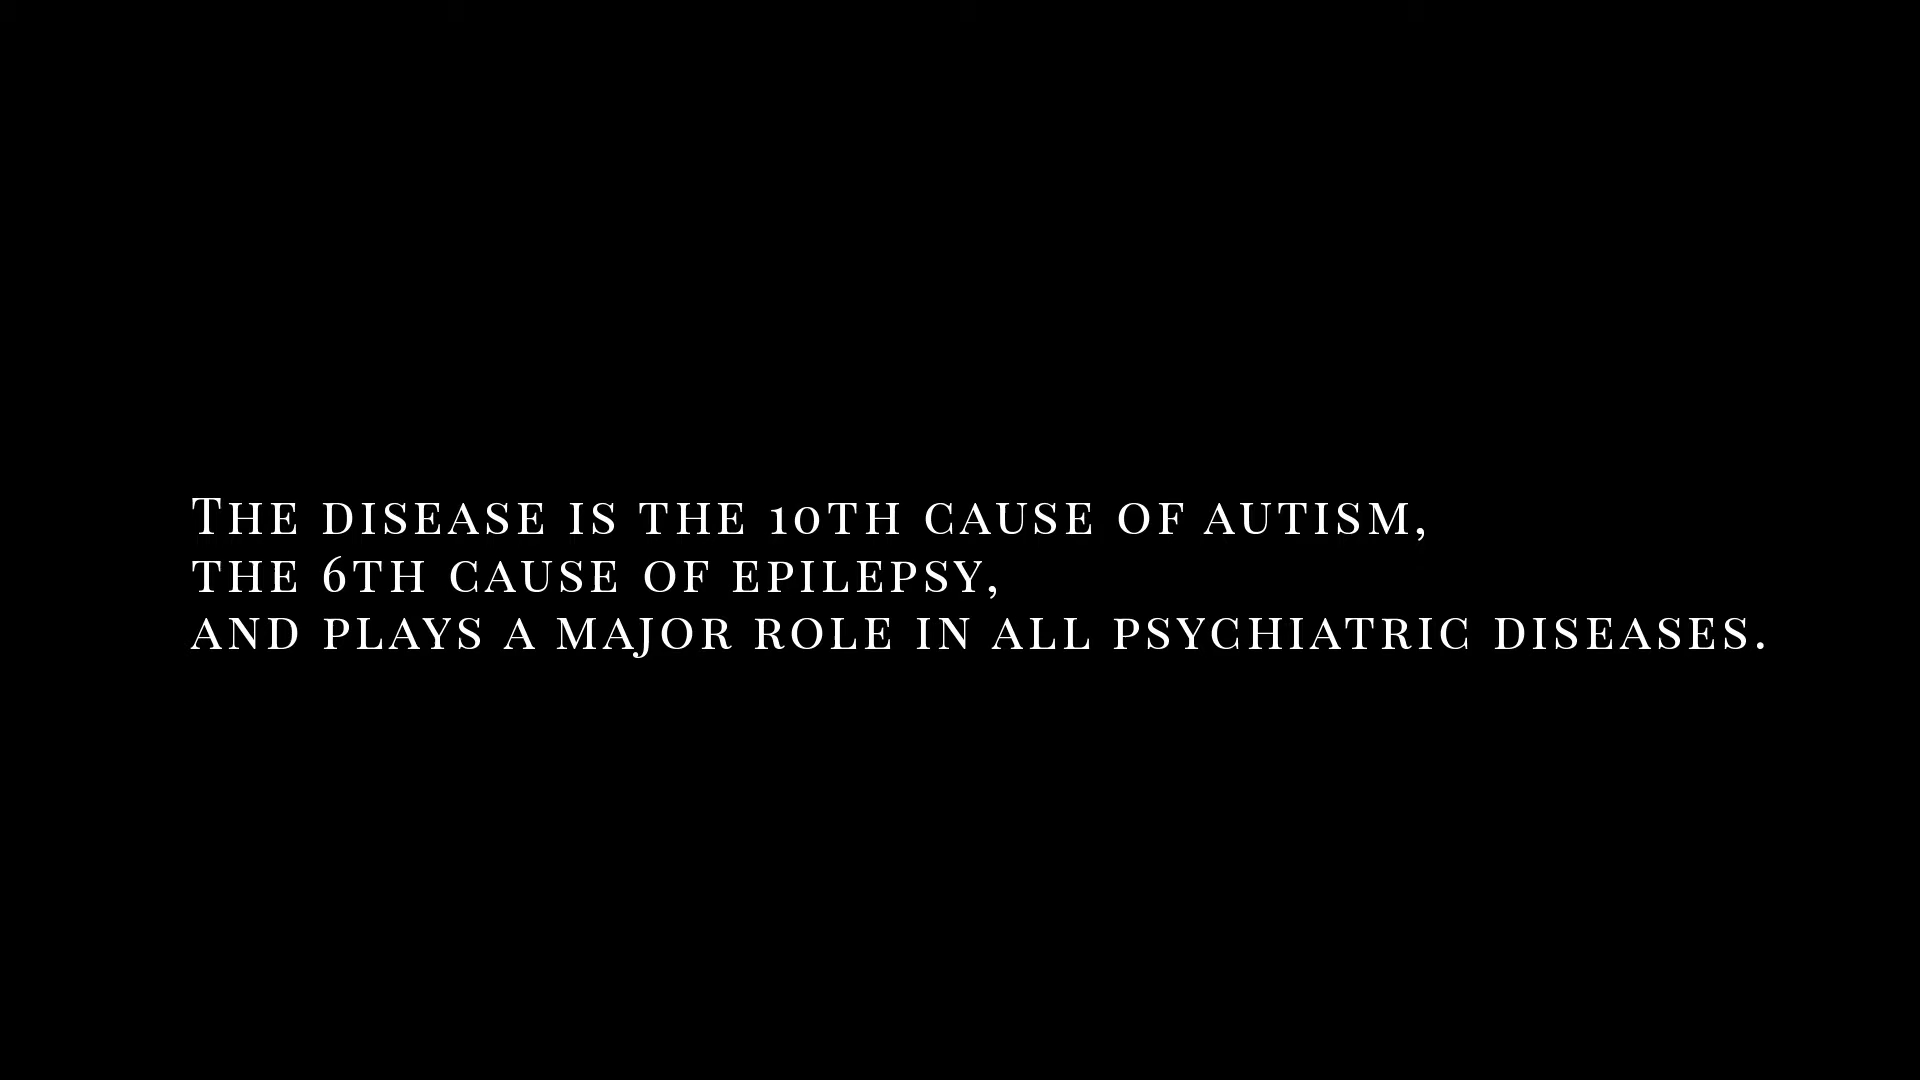 The disease is the 10th cause of autism,
the 6th cause of epilepsy,
and plays a major role in all psychiatric diseases.